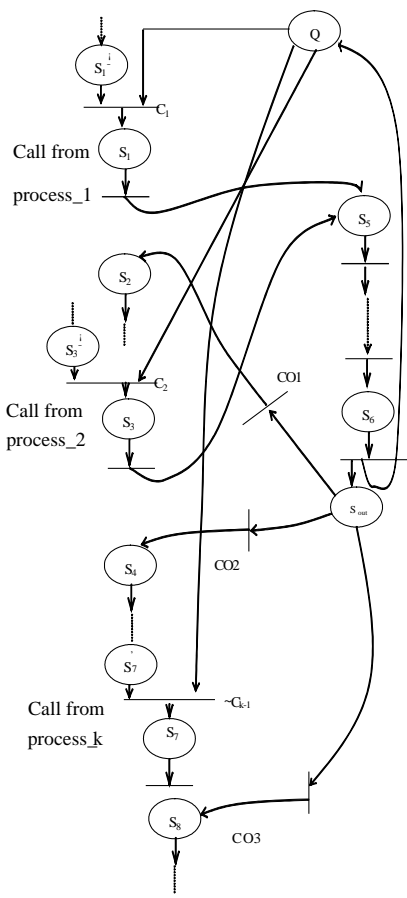 Q
S1
C1
S1
Call from
process_1
S5
S2
S3
C2
CO1
Call from
process_2
S3
S6
Sout
S4
CO2
S7
~Ck-1
Call from
process_k
S7
S8
CO3